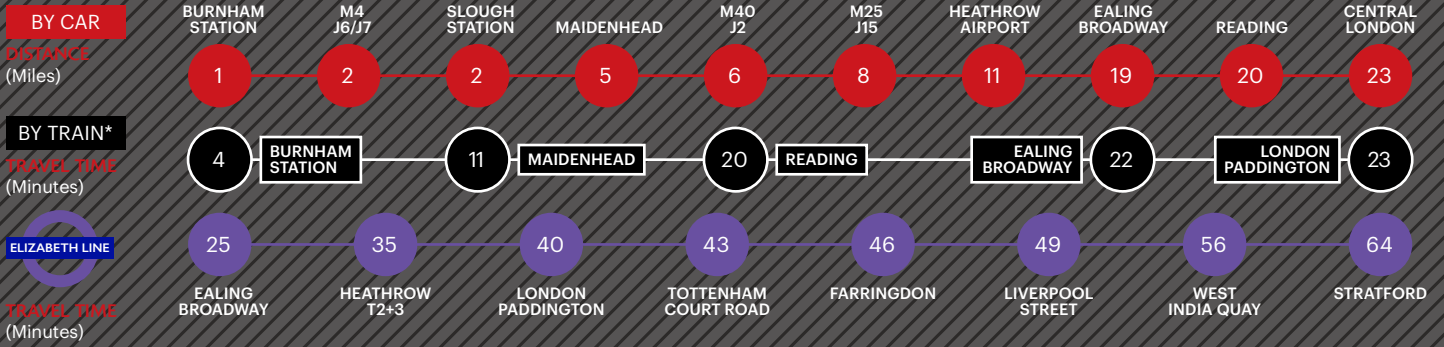 BY CAR
DISTANCE
(Miles)
BURNHAM
STATION
M4
J6/J7
SLOUGH
STATION
MAIDENHEAD
M40
J2
M25
J15
HEATHROW
AIRPORT
EALING
BROADWAY
READING
CENTRAL
LONDON
1 2 2 5 6 8 11 19 20 23
BY TRAIN*
TRAVEL TIME
(Minutes)
4
BURNHAM
STATION
11
MAIDENHEAD
20
READING
EALING
BROADWAY
22
LONDON
PADDINGTON
23
ELIZABETH LINE
TRAVEL TIME
(Minutes)
25 35 40 43 46 49 56 64
EALING
BROADWAY
HEATHROW
T2+3
LONDON
PADDINGTON
TOTTENHAM
COURT ROAD
FARRINGDON
LIVERPOOL
STREET
WEST
INDIA QUAY
STRATFORD